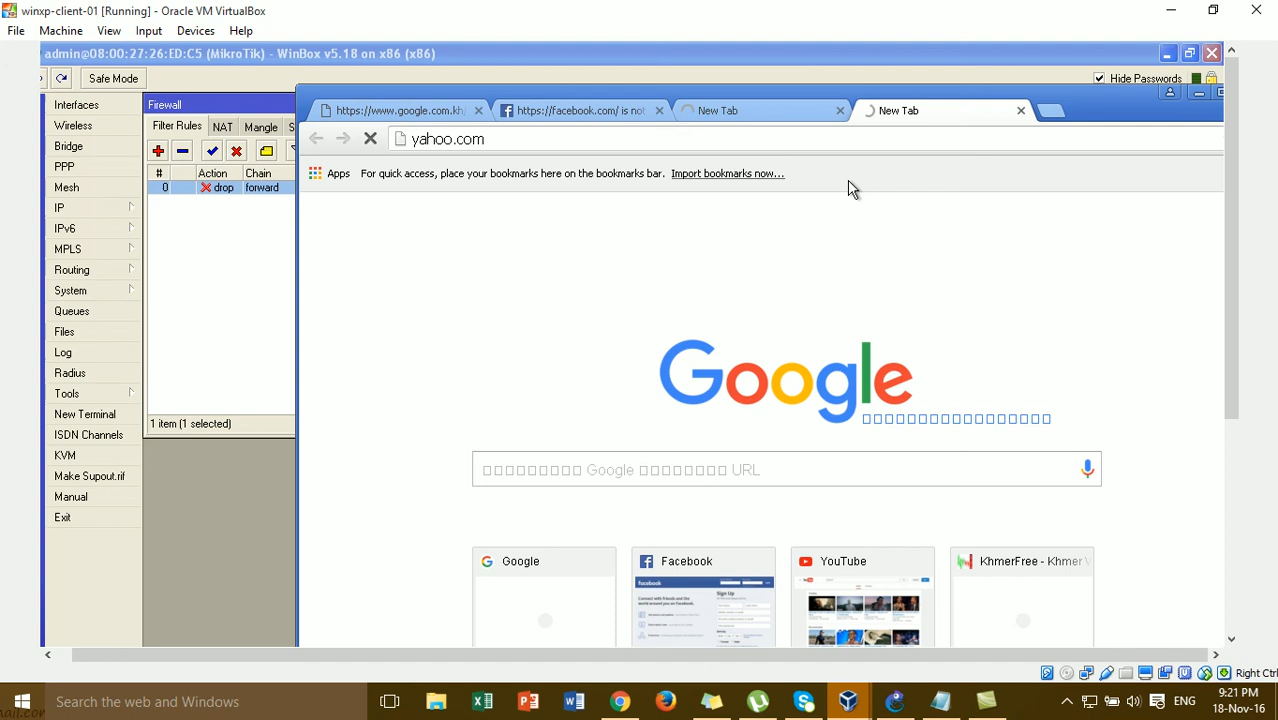 winxp-client-01 [Running] - Oracle VM VirtualBox
File Machine View Input Devices Help
admin@08:00:27:26:ED:C5 (MikroTik) - WinBox v5.18 on x86 (x86)
Safe Mode Hide Passwords
Interfaces
Wireless
Bridge
PPP
Mesh
IP
IPv6
MPLS
Routing
System
Queues
Files
Log
Radius
Tools
New Terminal
ISDN Channels
KVM
Make Supout.rif
Manual
Exit
Firewall
Filter Rules NAT Mangle S
# Action Chain
0 drop forward
1 item (1 selected)
https://www.google.com.kh/ https://facebook.com/ is not New Tab New Tab
yahoo.com
Apps For quick access, place your bookmarks here on the bookmarks bar. Import bookmarks now...
Google
Google URL
Google Facebook YouTube KhmerFree - Khmer V
facebook Sign Up
Right Ctrl
Search the web and Windows
ENG
9:21 PM
18-Nov-16